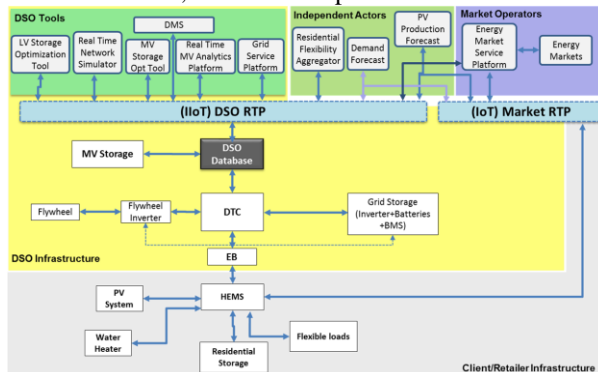 DSO Tools
DMS
LV Storage
Optimization
Tool
Real Time
Network
Simulator
MV
Storage
Opt Tool
Real Time
MV Analytics
Platform
Grid
Service
Platform
Independent Actors
Residential
Flexibility
Aggregator
Demand
Forecast
PV
Production
Forecast
Market Operators
Energy
Market
Service
Platform
Energy
Markets
(IIoT) DSO RTP
(IoT) Market RTP
MV Storage
DSO
Database
Flywheel
Flywheel
Inverter
DTC
Grid Storage
(Inverter+Batteries
+BMS)
DSO Infrastructure
EB
PV
System
HEMS
Water
Heater
Residential
Storage
Flexible loads
Client/Retailer Infrastructure